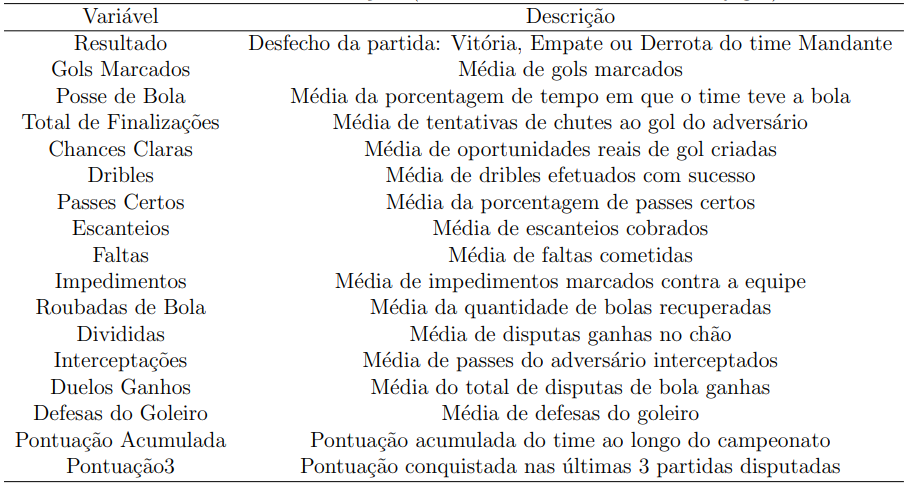 Variável Descrição
Resultado Desfecho da partida: Vitória, Empate ou Derrota do time Mandante
Gols Marcados Média de gols marcados
Posse de Bola Média da porcentagem de tempo em que o time teve a bola
Total de Finalizações Média de tentativas de chutes ao gol do adversário
Chances Claras Média de oportunidades reais de gol criadas
Dribles Média de dribles efetuados com sucesso
Passes Certos Média da porcentagem de passes certos
Escanteios Média de escanteios cobrados
Faltas Média de faltas cometidas
Impedimentos Média de impedimentos marcados contra a equipe
Roubadas de Bola Média da quantidade de bolas recuperadas
Divididas Média de disputas ganhas no chão
Interceptações Média de passes do adversário interceptados
Duelos Ganhos Média do total de disputas de bola ganhas
Defesas do Goleiro Média de defesas do goleiro
Pontuação Acumulada Pontuação acumulada do time ao longo do campeonato
Pontuação3 Pontuação conquistada nas últimas 3 partidas disputadas